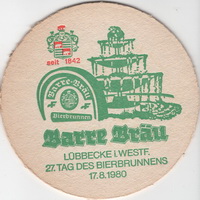 seit 1842
Barre-Bräu
Bierbrunnen
Barre Bräu
LÜBBECKE i. WESTF.
27. TAG DES BIERBRUNNENS
17.8.1980